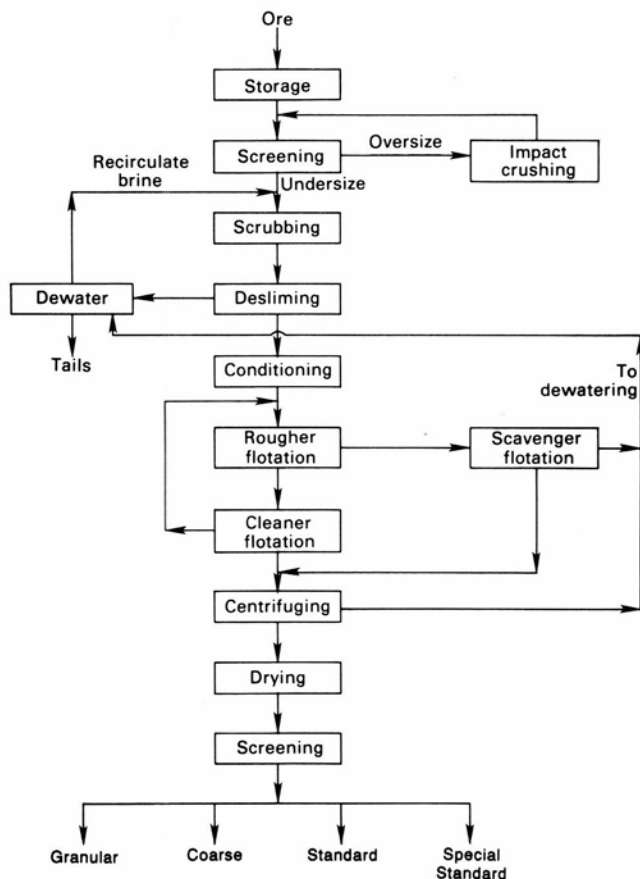 Ore
Storage
Screening
Oversize
Impact
crushing
Recirculate
brine
Undersize
Scrubbing
Dewater
Desliming
Tails
Conditioning
To
dewatering
Rougher
flotation
Scavenger
flotation
Cleaner
flotation
Centrifuging
Drying
Screening
Granular
Coarse
Standard
Special
Standard